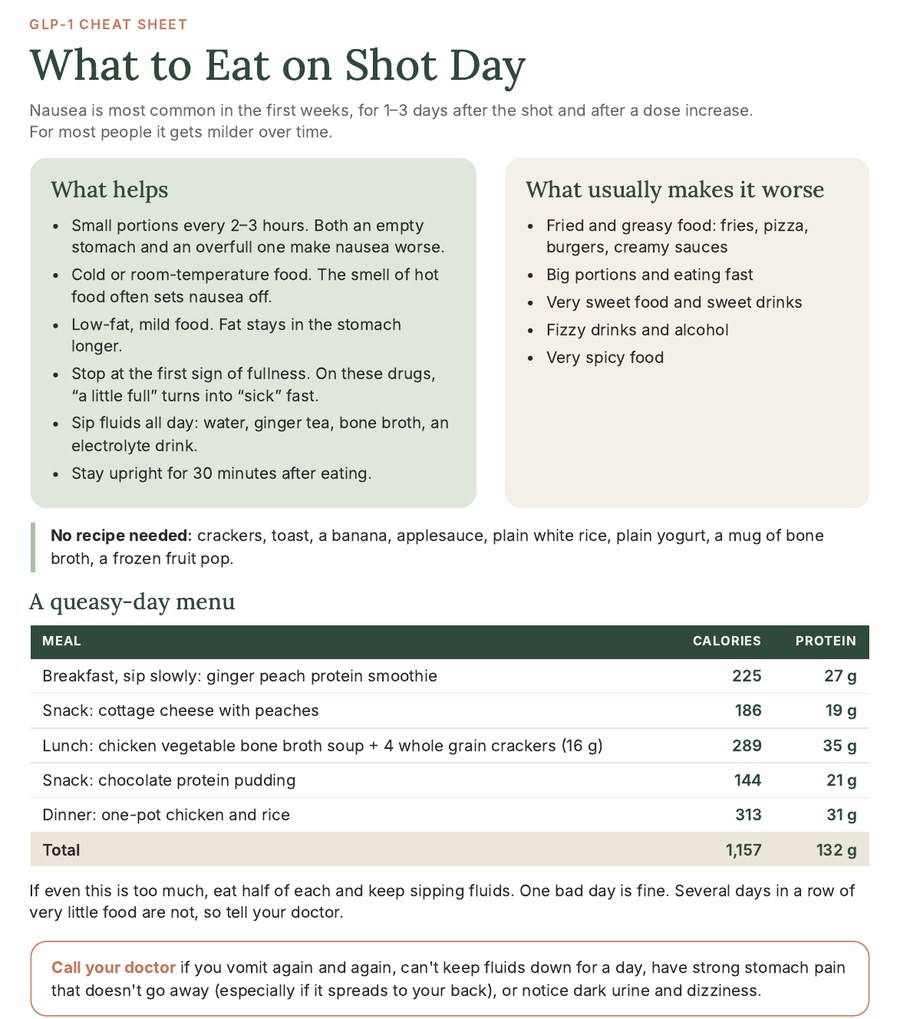 GLP-1 CHEAT SHEET
What to Eat on Shot Day
Nausea is most common in the first weeks, for 1–3 days after the shot and after a dose increase.
For most people it gets milder over time.
What helps
• Small portions every 2–3 hours. Both an empty
stomach and an overfull one make nausea worse.
• Cold or room-temperature food. The smell of hot
food often sets nausea off.
• Low-fat, mild food. Fat stays in the stomach
longer.
• Stop at the first sign of fullness. On these drugs,
“a little full” turns into “sick” fast.
• Sip fluids all day: water, ginger tea, bone broth, an
electrolyte drink.
• Stay upright for 30 minutes after eating.
What usually makes it worse
• Fried and greasy food: fries, pizza,
burgers, creamy sauces
• Big portions and eating fast
• Very sweet food and sweet drinks
• Fizzy drinks and alcohol
• Very spicy food
No recipe needed: crackers, toast, a banana, applesauce, plain white rice, plain yogurt, a mug of bone
broth, a frozen fruit pop.
A queasy-day menu
MEAL CALORIES PROTEIN
Breakfast, sip slowly: ginger peach protein smoothie 225 27 g
Snack: cottage cheese with peaches 186 19 g
Lunch: chicken vegetable bone broth soup + 4 whole grain crackers (16 g) 289 35 g
Snack: chocolate protein pudding 144 21 g
Dinner: one-pot chicken and rice 313 31 g
Total 1,157 132 g
If even this is too much, eat half of each and keep sipping fluids. One bad day is fine. Several days in a row of
very little food are not, so tell your doctor.
Call your doctor if you vomit again and again, can't keep fluids down for a day, have strong stomach pain
that doesn't go away (especially if it spreads to your back), or notice dark urine and dizziness.